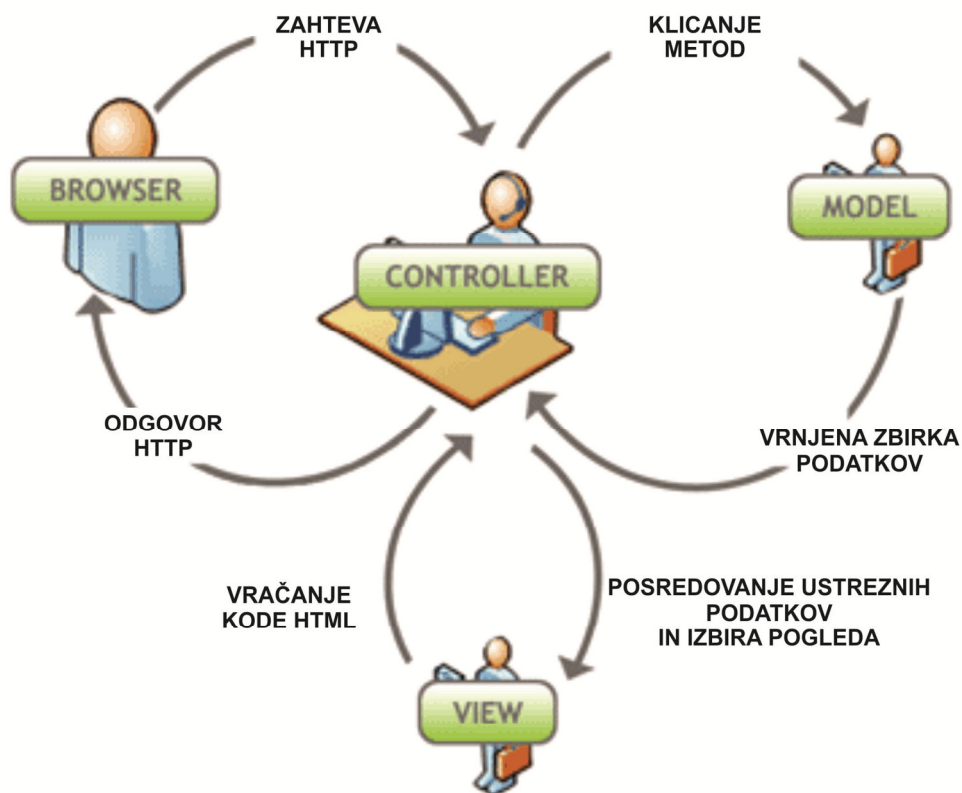 ZAHTEVA
HTTP
KLICANJE
METOD
BROWSER
MODEL
CONTROLLER
ODGOVOR
HTTP
VRNJENA ZBIRKA
PODATKOV
VRAČANJE
KODE HTML
POSREDOVANJE USTREZNIH
PODATKOV
IN IZBIRA POGLEDA
VIEW